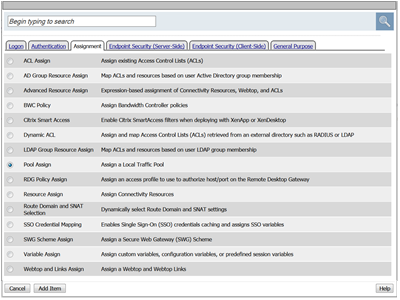 Begin typing to search
Logon Authentication Assignment Endpoint Security (Server-Side) Endpoint Security (Client-Side) General Purpose
ACL Assign Assign existing Access Control Lists (ACLs)
AD Group Resource Assign Map ACLs and resources based on user Active Directory group membership
Advanced Resource Assign Expression-based assignment of Connectivity Resources, Webtop, and ACLs
BWC Policy Assign Bandwidth Controller policies
Citrix Smart Access Enable Citrix SmartAccess filters when deploying with XenApp or XenDesktop
Dynamic ACL Assign and map Access Control Lists (ACLs) retrieved from an external directory such as RADIUS or LDAP
LDAP Group Resource Assign Map ACLs and resources based on user LDAP group membership
Pool Assign Assign a Local Traffic Pool
RDG Policy Assign Assign an access profile to use to authorize host/port on the Remote Desktop Gateway
Resource Assign Assign Connectivity Resources
Route Domain and SNAT Selection Dynamically select Route Domain and SNAT settings
SSO Credential Mapping Enables Single Sign-On (SSO) credentials caching and assigns SSO variables
SWG Scheme Assign Assign a Secure Web Gateway (SWG) Scheme
Variable Assign Assign custom variables, configuration variables, or predefined session variables
Webtop and Links Assign Assign a Webtop and Webtop Links
Cancel Add Item Help